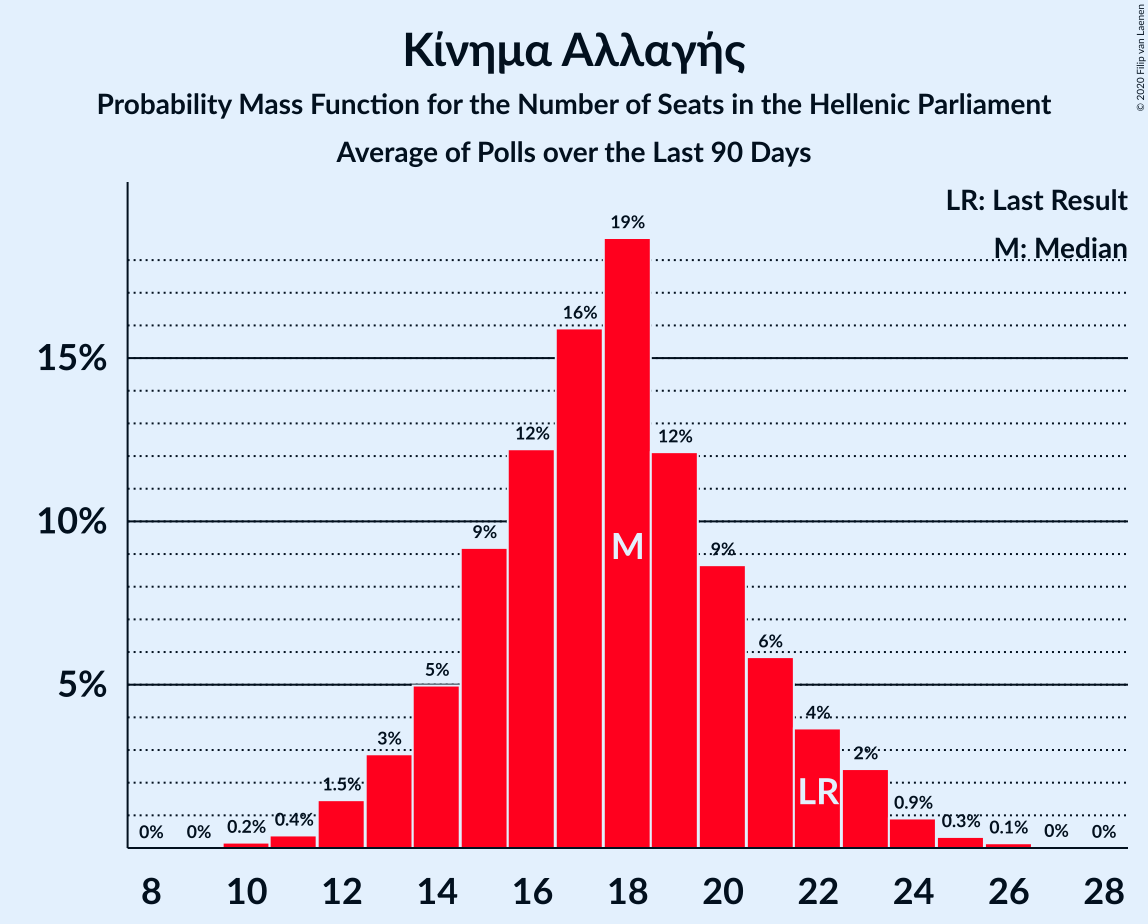 Κίνημα Αλλαγής
Probability Mass Function for the Number of Seats in the Hellenic Parliament
Average of Polls over the Last 90 Days
© 2020 Filip van Laenen
LR: Last Result
M: Median
15%
10%
5%
0%
0%
0.2%
0.4%
1.5%
3%
5%
9%
12%
16%
19%
12%
9%
6%
4%
2%
0.9%
0.3%
0.1%
0%
0%
M
LR
8 10 12 14 16 18 20 22 24 26 28